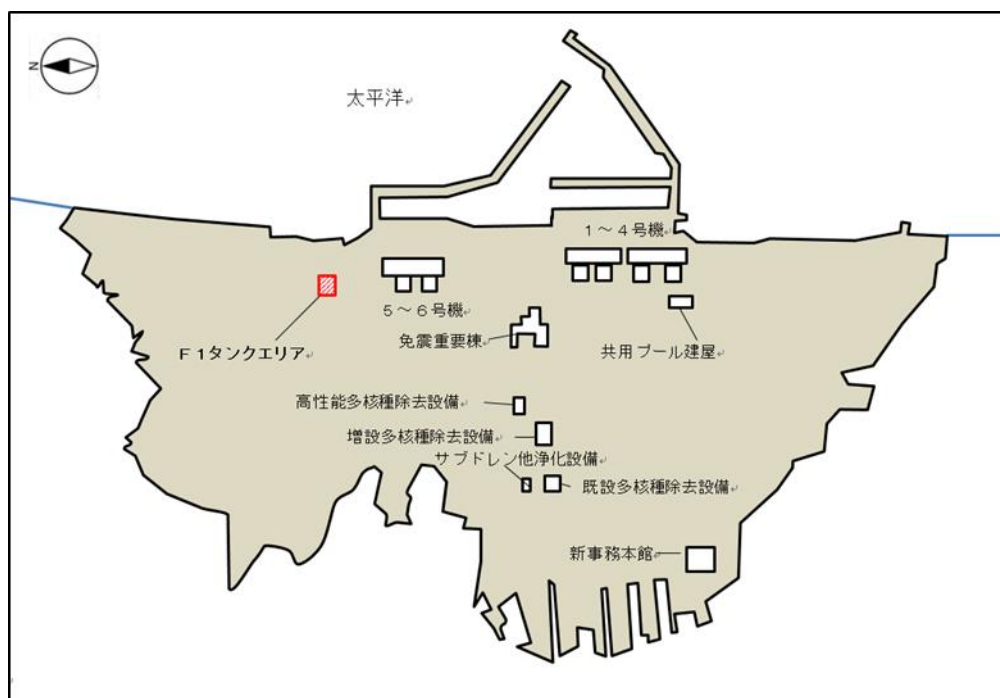 N
太平洋
1~4号機
5~6号機
免震重要棟
共用プール建屋
F1タンクエリア
高性能多核種除去設備
増設多核種除去設備
サブドレン他浄化設備
既設多核種除去設備
新事務本館